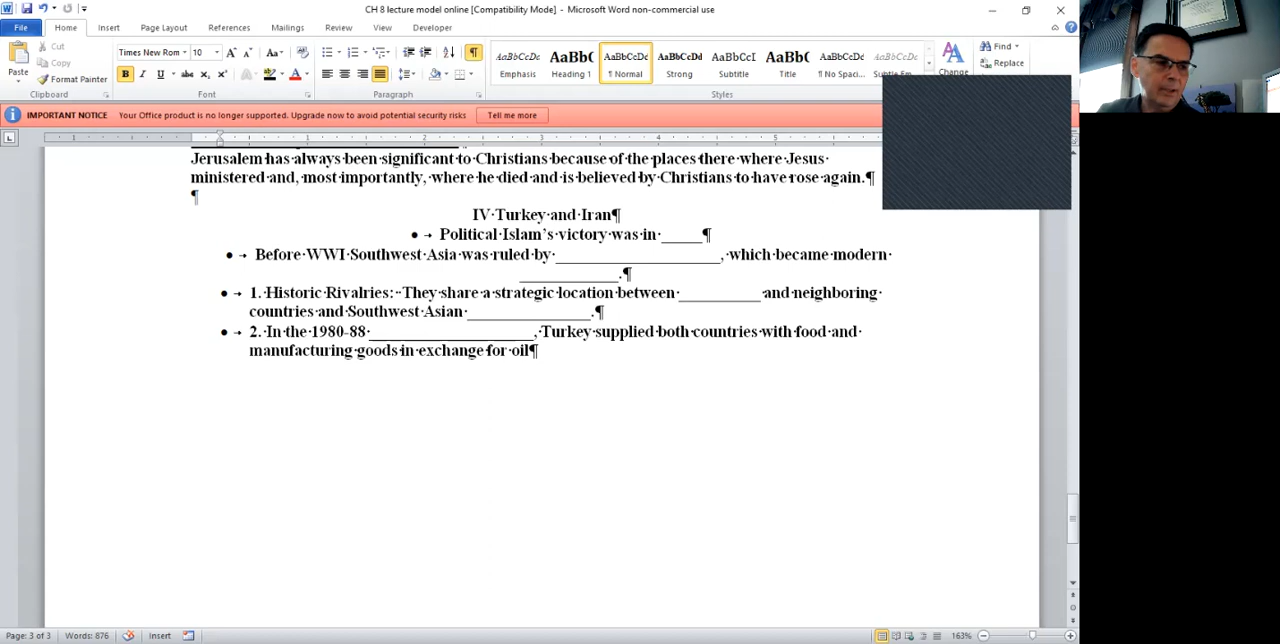 CH 8 lecture model online [Compatibility Mode] - Microsoft Word non-commercial use
File Home Insert Page Layout References Mailings Review View Developer
Paste
Cut
Copy
Format Painter
Clipboard
Times New Rom 10
B I U abc
Font
Paragraph
AaBbCcDc Emphasis
AaBb( Heading 1
AaBbCcDc ¶ Normal
AaBbCcDd Strong
AaBbCcI Subtitle
AaBb( Title
AaBbCcDd ¶ No Spaci...
AaBbCcDd Subtle Em
Styles
Change
Find
Replace
IMPORTANT NOTICE Your Office product is no longer supported. Upgrade now to avoid potential security risks Tell me more
Jerusalem has always been significant to Christians because of the places there where Jesus
ministered and, most importantly, where he died and is believed by Christians to have rose again.¶
¶
IV Turkey and Iran¶
• Political Islam's victory was in _____¶
• Before WWI Southwest Asia was ruled by ____________________, which became modern
____________.¶
• 1. Historic Rivalries: They share a strategic location between __________ and neighboring
countries and Southwest Asian _______________.¶
• 2. In the 1980-88 ____________________, Turkey supplied both countries with food and
manufacturing goods in exchange for oil¶
Page: 3 of 3 Words: 876 Insert 163%